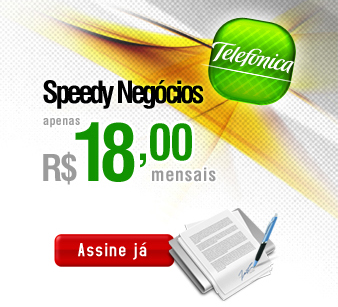 Telefónica
Speedy Negócios
apenas
R$18,00
mensais
Assine já